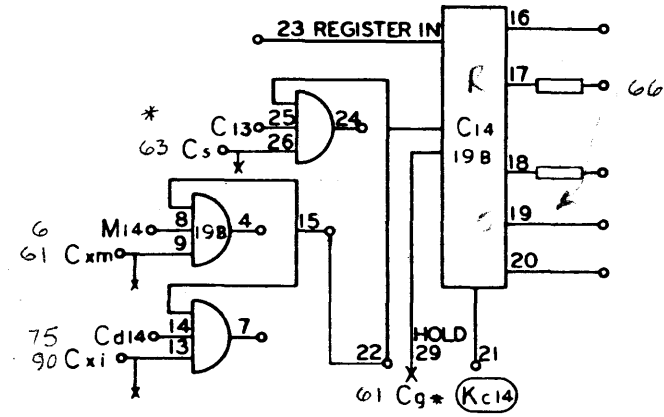 16
23 REGISTER IN
R 17 66
*
25 24
C13 C14
63 Cs 26 19B
18
6 M14 8 19B 4 15 19
61 Cxm 9
20
75 Cd14 14 7 HOLD
90 Cxi 13 22 29 21
61 Cg* Kc14